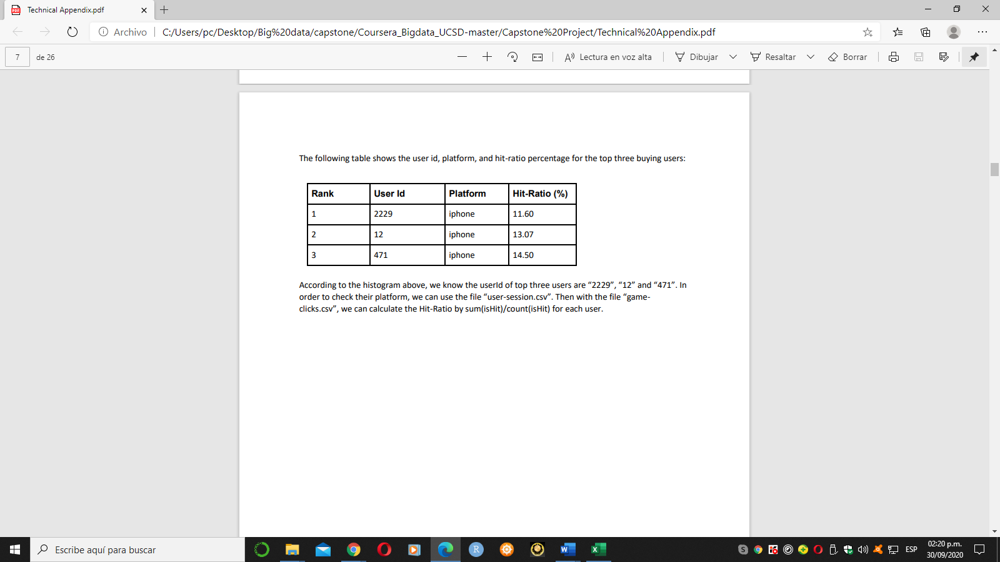 Technical Appendix.pdf
Archivo
C:/Users/pc/Desktop/Big%20data/capstone/Coursera_Bigdata_UCSD-master/Capstone%20Project/Technical%20Appendix.pdf
7 de 26
Lectura en voz alta
Dibujar
Resaltar
Borrar
The following table shows the user id, platform, and hit-ratio percentage for the top three buying users:
Rank User Id Platform Hit-Ratio (%)
1 2229 iphone 11.60
2 12 iphone 13.07
3 471 iphone 14.50
According to the histogram above, we know the userId of top three users are “2229”, “12” and “471”. In
order to check their platform, we can use the file “user-session.csv”. Then with the file “game-
clicks.csv”, we can calculate the Hit-Ratio by sum(isHit)/count(isHit) for each user.
Escribe aquí para buscar
ESP
02:20 p.m.
30/09/2020